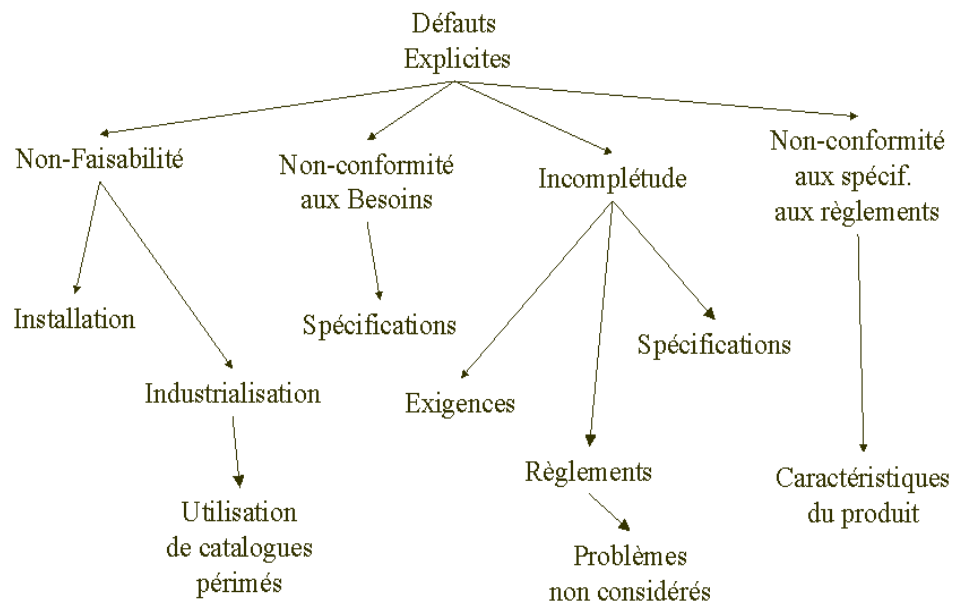 Défauts
Explicites
Non-Faisabilité
Non-conformité
aux Besoins
Incomplétude
Non-conformité
aux spécif.
aux règlements
Installation
Spécifications
Spécifications
Industrialisation
Exigences
Règlements
Caractéristiques
du produit
Utilisation
de catalogues
périmés
Problèmes
non considérés